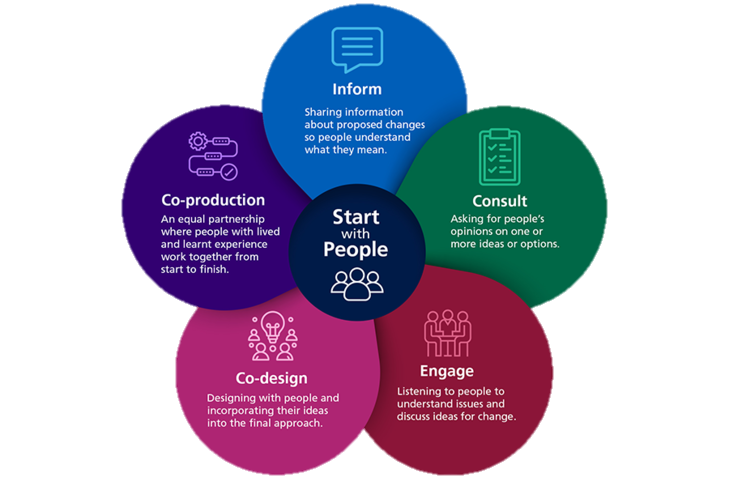 Inform
Sharing information
about proposed changes
so people understand
what they mean.
Consult
Asking for people's
opinions on one or
more ideas or options.
Engage
Listening to people to
understand issues and
discuss ideas for change.
Co-design
Designing with people and
incorporating their ideas
into the final approach.
Co-production
An equal partnership
where people with lived
and learnt experience
work together from
start to finish.
Start
with
People